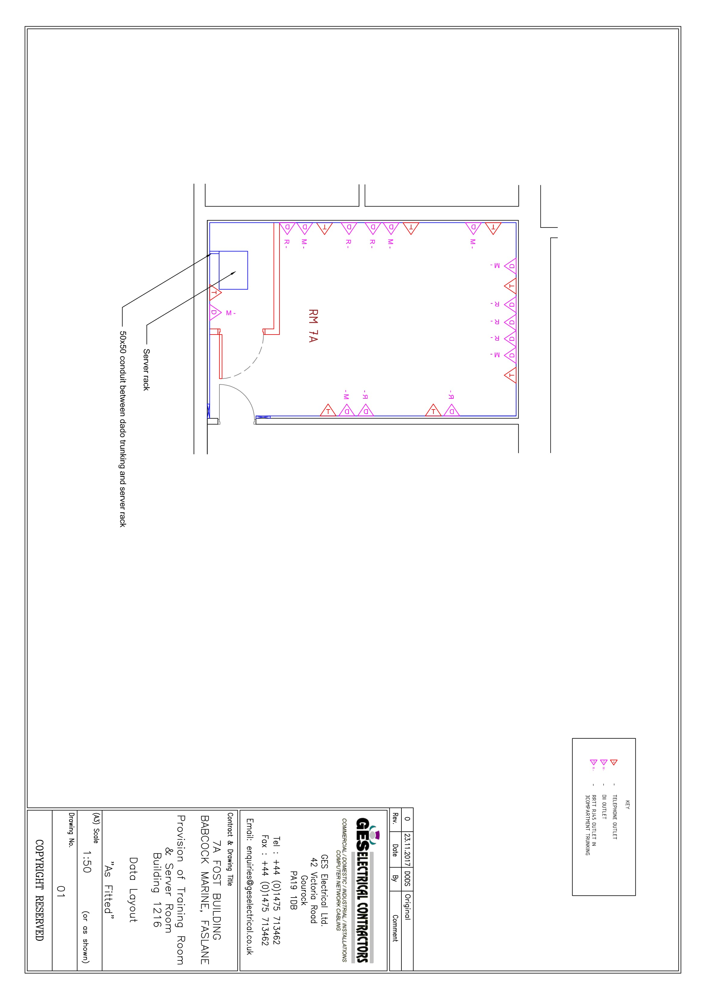 KEY
T - TELEPHONE OUTLET
D M - - DII OUTLET
D R - - RRTT RJ45 OUTLET IN
3COMPARTMENT TRUNKING
T
D M -
T
D M -
D R -
D R -
T
D M -
D R -
D M -
T
D R -
D R -
D R -
D M -
T
D R -
T
D R -
D M -
T
RM 7A
T
D M -
Server rack
50x50 conduit between dado trunking and server rack
0 23.11.2017 DODS Original
Rev. Date By Comment
GES ELECTRICAL CONTRACTORS
COMMERCIAL / DOMESTIC / INDUSTRIAL / INSTALLATIONS
COMPUTER NETWORK CABLING
GES Electrical Ltd.
42 Victoria Road
Gourock
PA19 1DB
Tel : +44 (0)1475 713462
Fax : +44 (0)1475 713462
Email: enquiries@geselectrical.co.uk
Contract & Drawing Title
7A FOST BUILDING
BABCOCK MARINE, FASLANE
Provision of Training Room
& Server Room
Building 1216
Data Layout
"As Fitted"
(A3) Scale 1:50 (or as shown)
Drawing No. 01
COPYRIGHT RESERVED